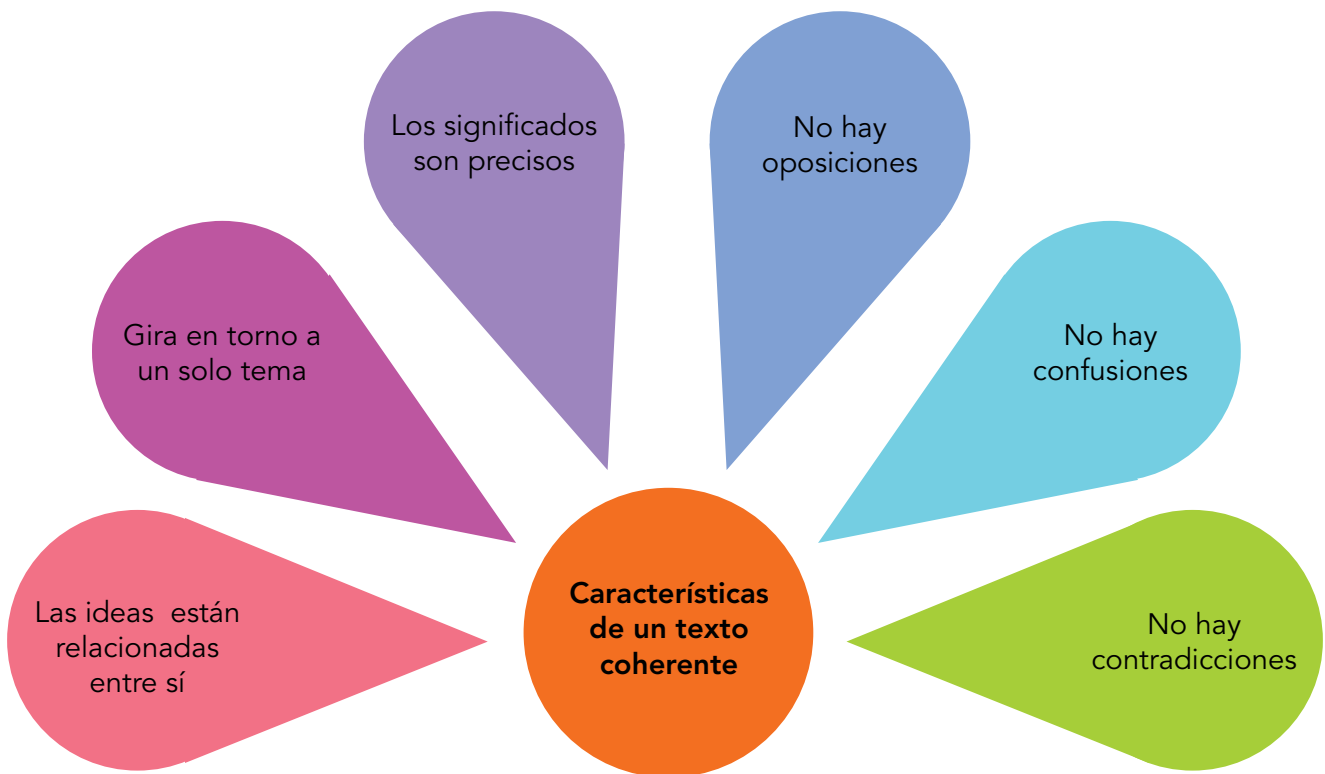 Los significados
son precisos
No hay
oposiciones
Gira en torno a
un solo tema
No hay
confusiones
Las ideas están
relacionadas
entre sí
Características
de un texto
coherente
No hay
contradicciones